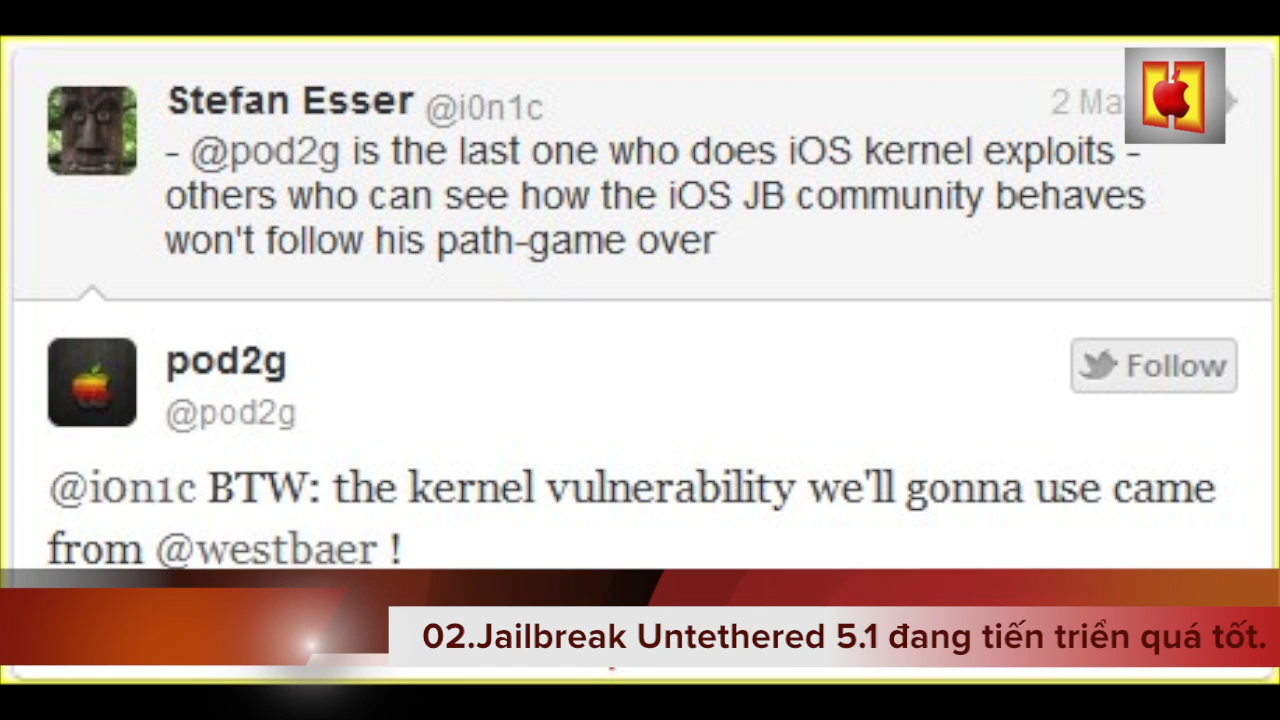 Stefan Esser @i0n1c
2 Ma
- @pod2g is the last one who does iOS kernel exploits -
others who can see how the iOS JB community behaves
won't follow his path-game over
pod2g
Follow
@pod2g
@i0n1c BTW: the kernel vulnerability we'll gonna use came
from @westbaer !
02.Jailbreak Untethered 5.1 đang tiến triển quá tốt.